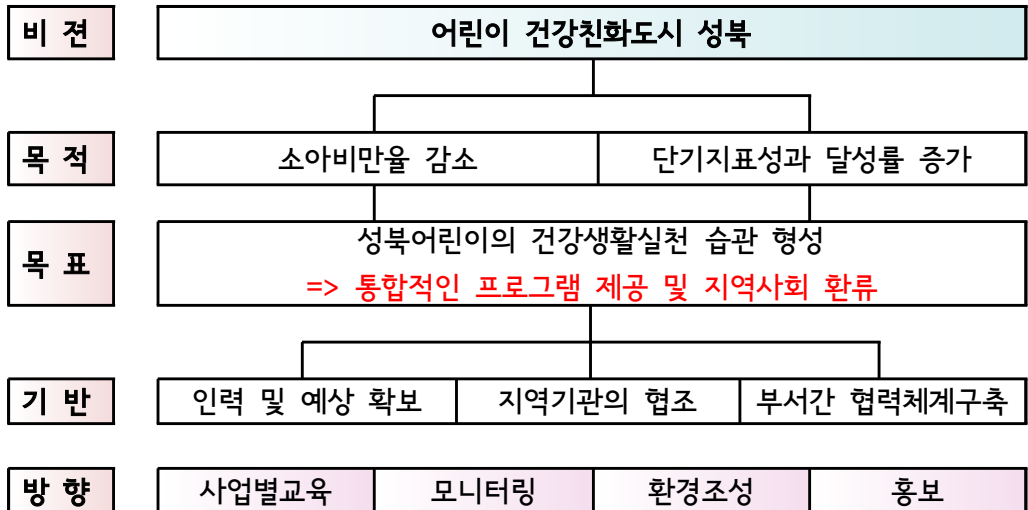 비 젼 어린이 건강친화도시 성북
목 적 소아비만율 감소 단기지표성과 달성률 증가
목 표 성북어린이의 건강생활실천 습관 형성
=> 통합적인 프로그램 제공 및 지역사회 환류
기 반 인력 및 예상 확보 지역기관의 협조 부서간 협력체계구축
방 향 사업별교육 모니터링 환경조성 홍보